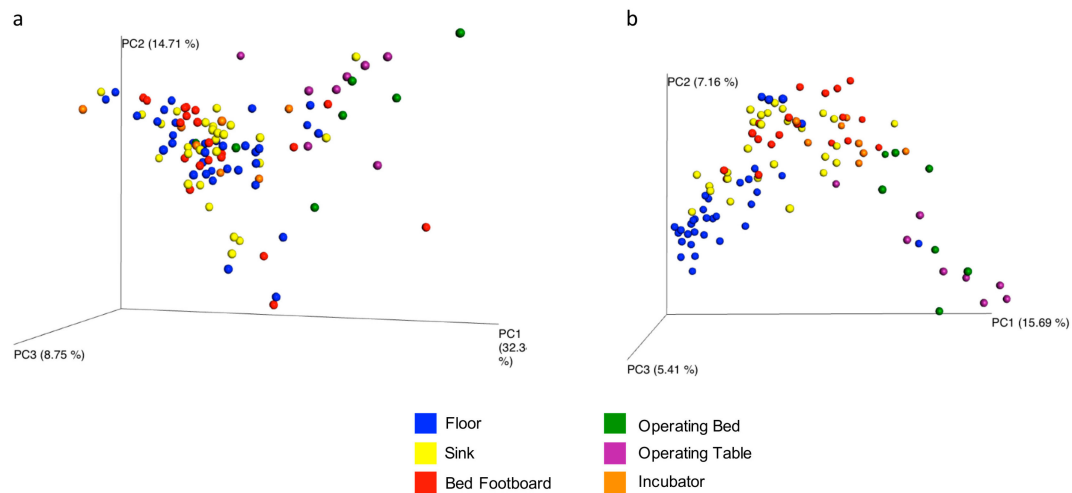 a
b
PC2 (14.71 %)
PC1
(32.3
%)
PC3 (8.75 %)
PC2 (7.16 %)
PC1 (15.69 %)
PC3 (5.41 %)
Floor
Sink
Bed Footboard
Operating Bed
Operating Table
Incubator